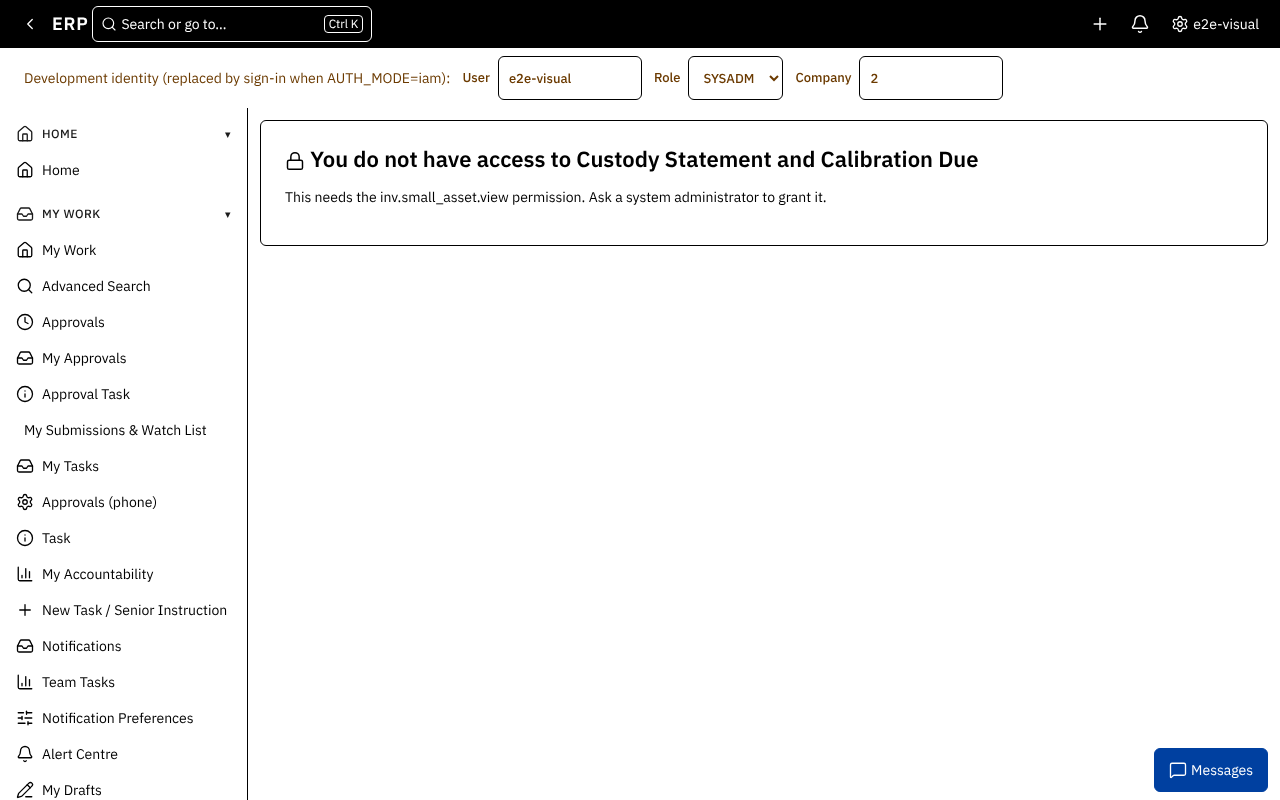 ERP
Search or go to...
Ctrl K
e2e-visual
Development identity (replaced by sign-in when AUTH_MODE=iam):
User
e2e-visual
Role
SYSADM
Company
2
HOME
Home
MY WORK
My Work
Advanced Search
Approvals
My Approvals
Approval Task
My Submissions & Watch List
My Tasks
Approvals (phone)
Task
My Accountability
New Task / Senior Instruction
Notifications
Team Tasks
Notification Preferences
Alert Centre
My Drafts
You do not have access to Custody Statement and Calibration Due
This needs the inv.small_asset.view permission. Ask a system administrator to grant it.
Messages